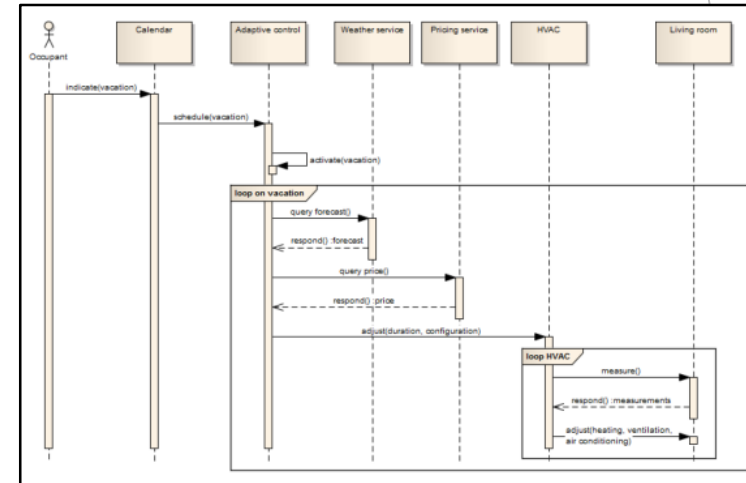 Occupant
Calendar
Adaptive control
Weather service
Pricing service
HVAC
Living room
indicate(vacation)
schedule(vacation)
activate(vacation)
loop on vacation
query forecast()
respond() :forecast
query price()
respond() :price
adjust(duration, configuration)
loop HVAC
measure()
respond() :measurements
adjust(heating, ventilation,
air conditioning)